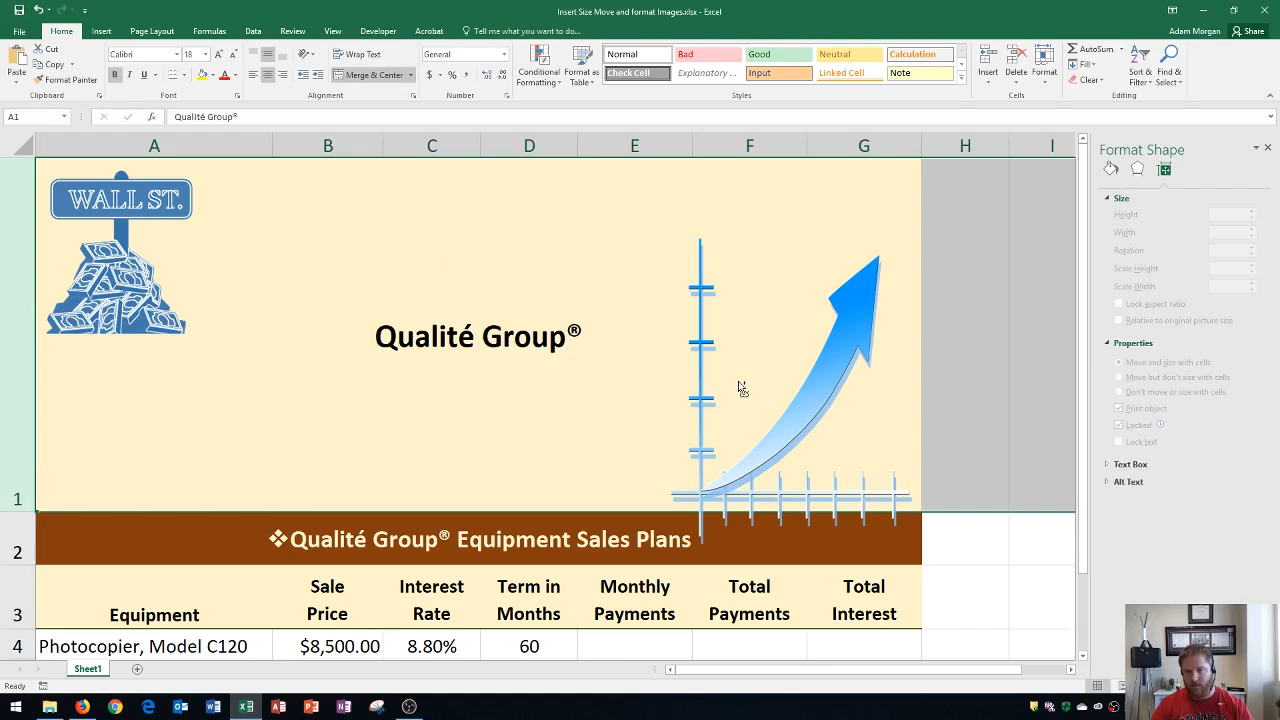 Insert Size Move and format Images.xlsx - Excel
File Home Insert Page Layout Formulas Data Review View Developer Acrobat Tell me what you want to do... Adam Morgan Share
Paste Cut Copy Format Painter Clipboard
Calibri 18 B I U Font
Wrap Text Merge & Center Alignment
General $ % Number
Conditional Formatting Format as Table
Normal Bad Good Neutral Calculation
Check Cell Explanatory ... Input Linked Cell Note
Styles
Insert Delete Format Cells
AutoSum Fill Clear Sort & Filter Find & Select Editing
A1 Qualité Group®
A B C D E F G H I
WALL ST.
Qualité Group®
1
2 ❖Qualité Group® Equipment Sales Plans
3 Equipment Sale Price Interest Rate Term in Months Monthly Payments Total Payments Total Interest
4 Photocopier, Model C120 $8,500.00 8.80% 60
Format Shape
Size
Height
Width
Rotation
Scale Height
Scale Width
Lock aspect ratio
Relative to original picture size
Properties
Move and size with cells
Move but don't size with cells
Don't move or size with cells
Print object
Locked
Lock text
Text Box
Alt Text
Sheet1
Ready